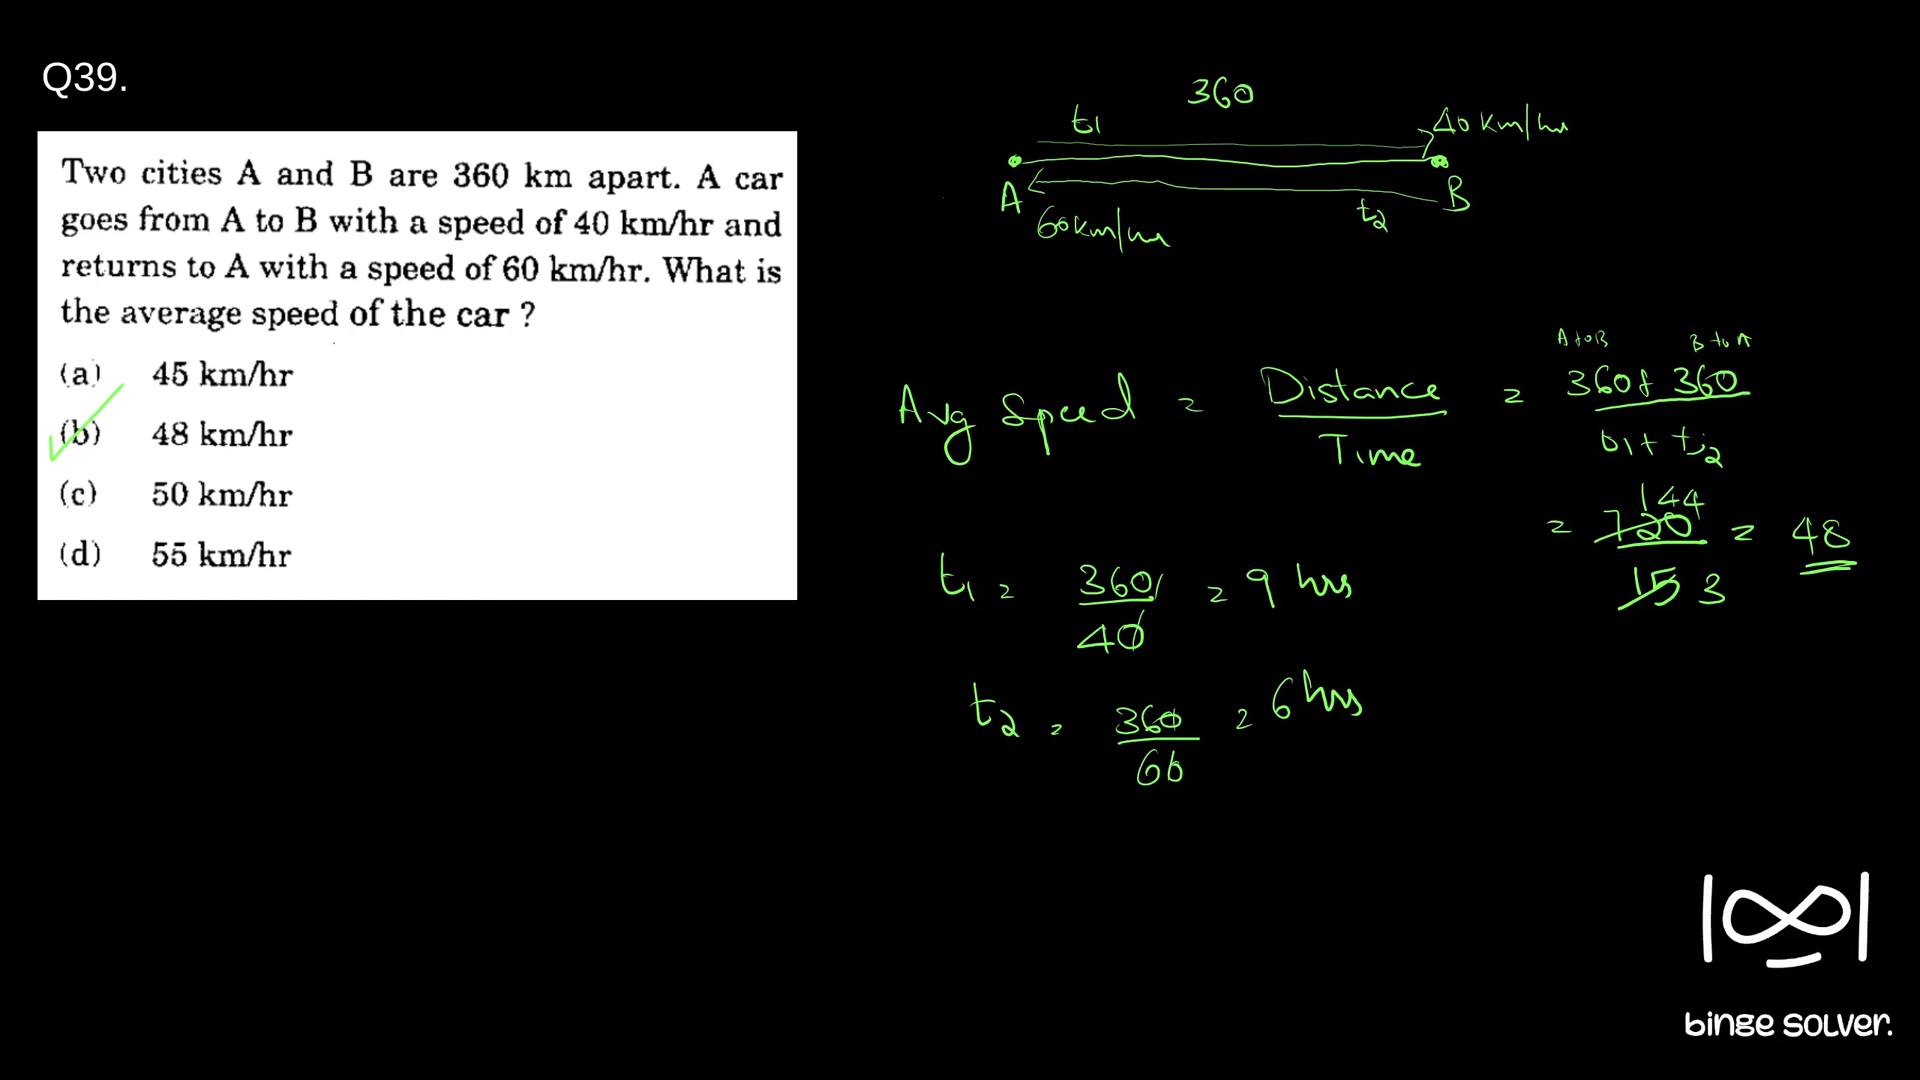 Q39.
Two cities A and B are 360 km apart. A car
goes from A to B with a speed of 40 km/hr and
returns to A with a speed of 60 km/hr. What is
the average speed of the car ?
(a) 45 km/hr
(b) 48 km/hr
(c) 50 km/hr
(d) 55 km/hr
360
t1 40 km/hr
A B
60km/hr t2
A to B B to A
Avg Speed = Distance / Time = 360 + 360 / t1 + t2
= 720 / 15 = 48
144
3
t1 = 360 / 40 = 9 hrs
t2 = 360 / 60 = 6 hrs
binge solver.